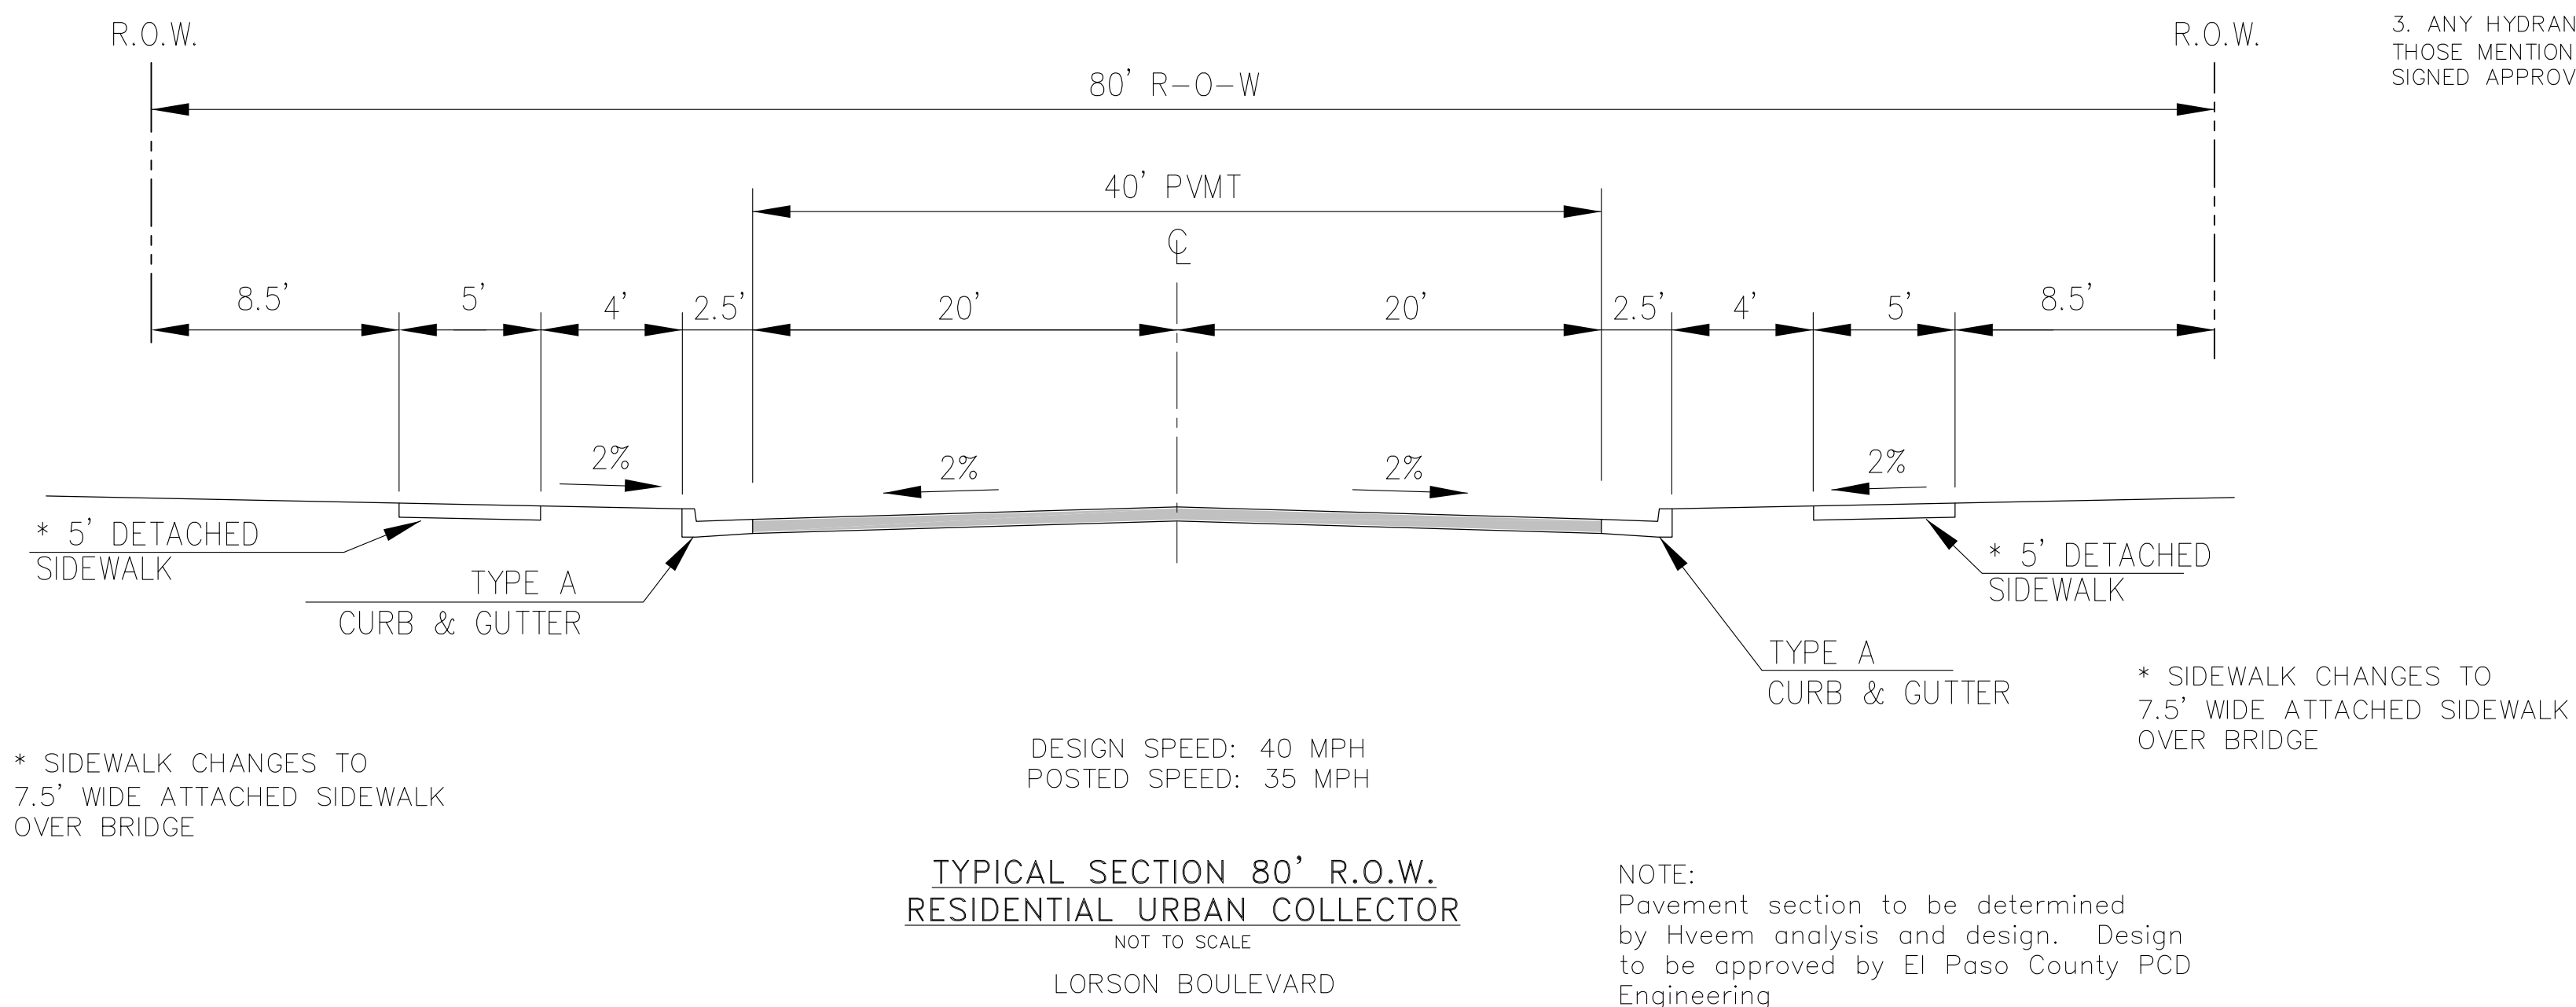 R.O.W.
R.O.W.
80' R-O-W
3. ANY HYDRAN
THOSE MENTION
SIGNED APPROV
40' PVMT
℄
8.5'
5'
4'
2.5'
20'
20'
2.5'
4'
5'
8.5'
2%
2%
2%
2%
* 5' DETACHED
SIDEWALK
TYPE A
CURB & GUTTER
* 5' DETACHED
SIDEWALK
TYPE A
CURB & GUTTER
* SIDEWALK CHANGES TO
7.5' WIDE ATTACHED SIDEWALK
OVER BRIDGE
* SIDEWALK CHANGES TO
7.5' WIDE ATTACHED SIDEWALK
OVER BRIDGE
DESIGN SPEED: 40 MPH
POSTED SPEED: 35 MPH
TYPICAL SECTION 80' R.O.W.
RESIDENTIAL URBAN COLLECTOR
NOT TO SCALE
LORSON BOULEVARD
NOTE:
Pavement section to be determined
by Hveem analysis and design. Design
to be approved by El Paso County PCD
Engineering